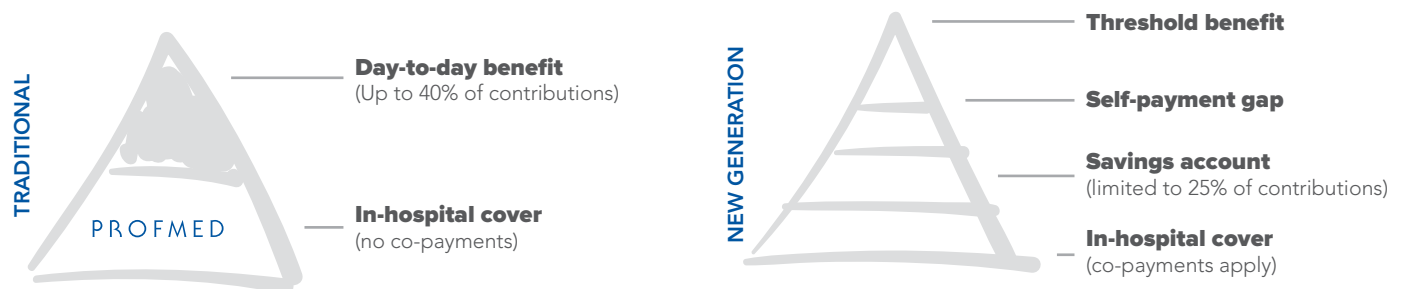 TRADITIONAL
Day-to-day benefit
(Up to 40% of contributions)
PROFMED
In-hospital cover
(no co-payments)
NEW GENERATION
Threshold benefit
Self-payment gap
Savings account
(limited to 25% of contributions)
In-hospital cover
(co-payments apply)